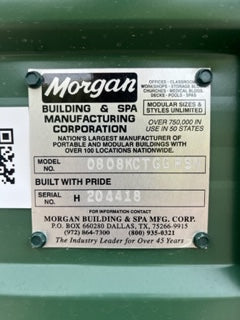 Morgan
BUILDING & SPA
MANUFACTURING
CORPORATION
OFFICES - CLASSROOMS
WORKSHOPS - STORAGE BLDGS.
CHURCHES - MEDICAL BLDGS.
DECKS - POOLS - SPAS
MODULAR SIZES &
STYLES UNLIMITED
OVER 750,000 IN
USE IN 50 STATES
NATION'S LARGEST MANUFACTURER OF
PORTABLE AND MODULAR BUILDINGS WITH
OVER 100 LOCATIONS NATIONWIDE.
MODEL
NO.
BUILT WITH PRIDE
SERIAL
NO. H 204418
FOR INFORMATION CONTACT
MORGAN BUILDING & SPA MFG. CORP.
P.O. BOX 660280 DALLAS, TX, 75266-9915
(972) 864-7300 (800) 935-0321
The Industry Leader for Over 45 Years